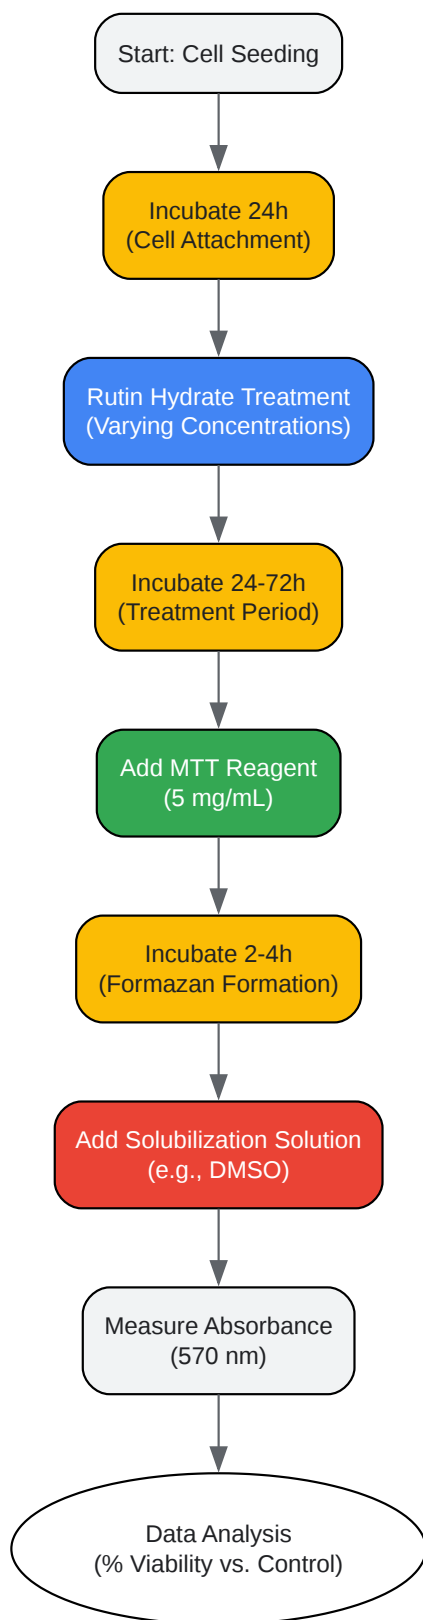 Start: Cell Seeding
Incubate 24h
(Cell Attachment)
Rutin Hydrate Treatment
(Varying Concentrations)
Incubate 24-72h
(Treatment Period)
Add MTT Reagent
(5 mg/mL)
Incubate 2-4h
(Formazan Formation)
Add Solubilization Solution
(e.g., DMSO)
Measure Absorbance
(570 nm)
Data Analysis
(% Viability vs. Control)